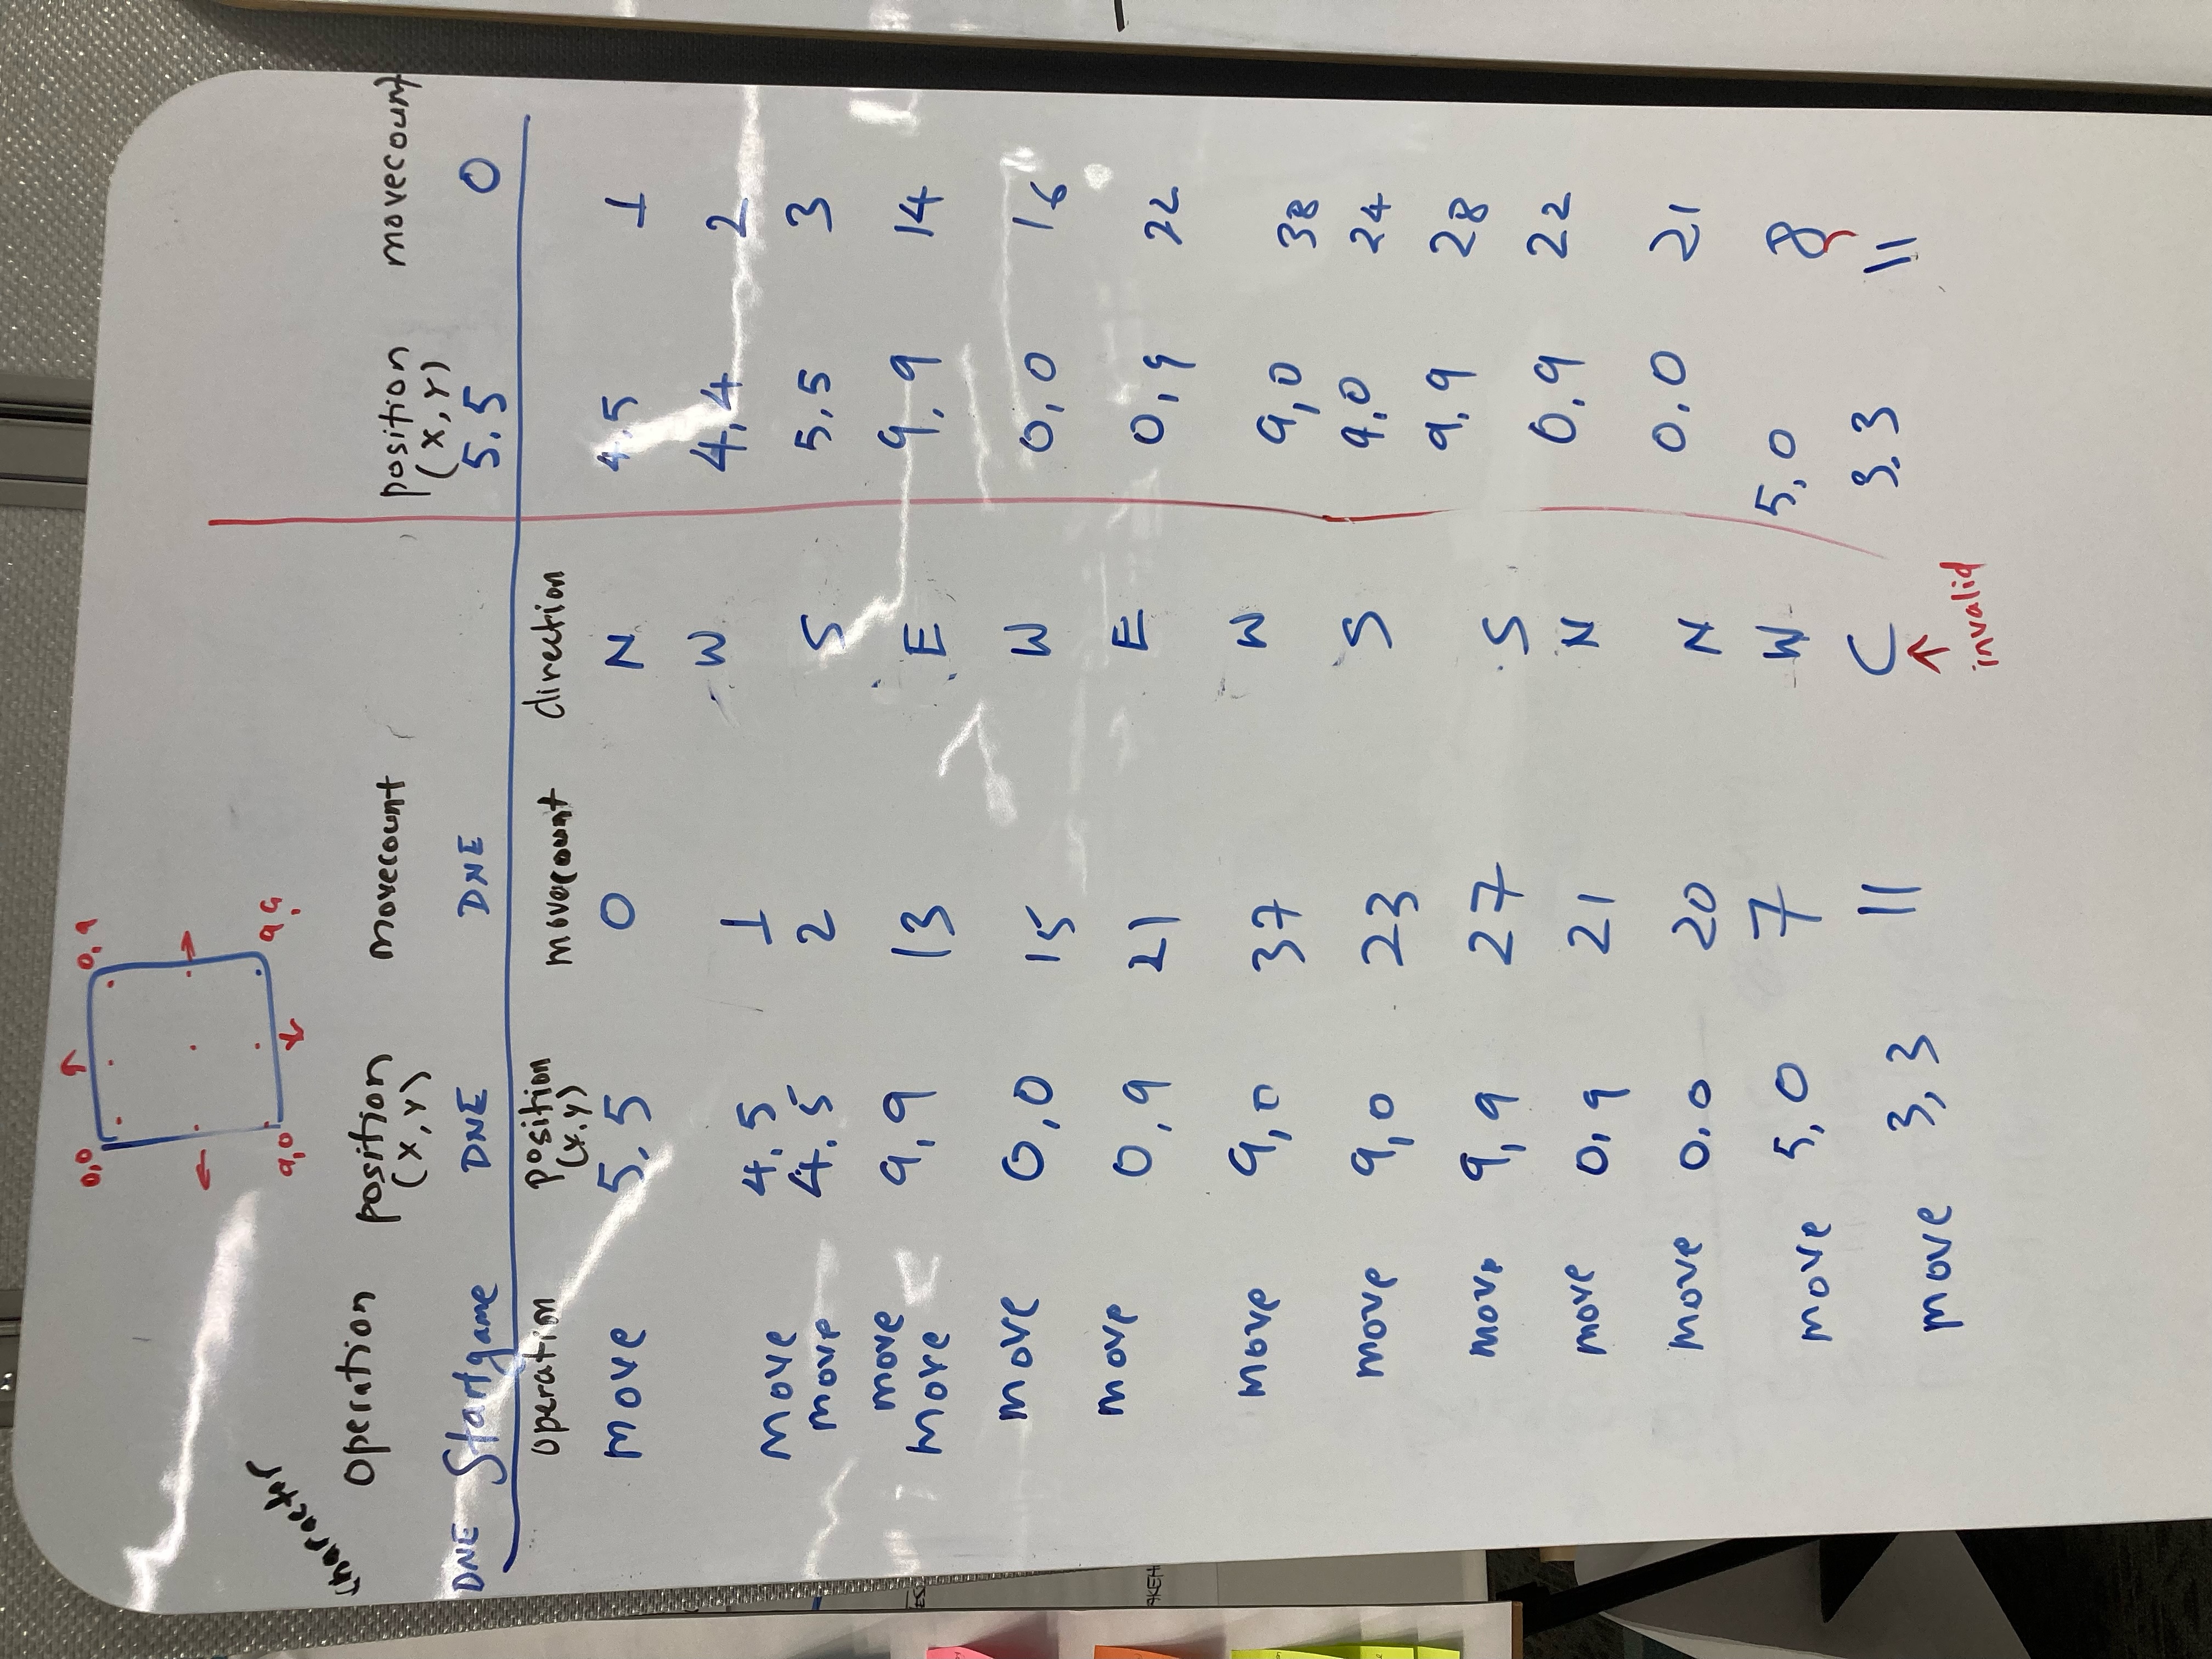 0,0 0,9
9,0 9,9
character
operation position movecount position movecount
(X,Y) (X,Y)
DNE Startgame DNE DNE 5,5 0
operation position movecount direction
(X,Y)
move 5,5 0 N 4,5 1
move 4,5 1 W 4,4 2
move 4,5 2 S 5,5 3
move
move 9,9 13 E 9,9 14
move 0,0 15 W 0,0 16
move 0,9 21 E 0,9 22
move 9,0 37 W 9,0 38
move 9,0 23 S 9,0 24
move 9,9 27 S 9,9 28
move 0,9 21 N 0,9 22
move 0,0 20 N 0,0 21
move 5,0 7 W 5,0 8
move 3,3 11 C 3,3 11
invalid